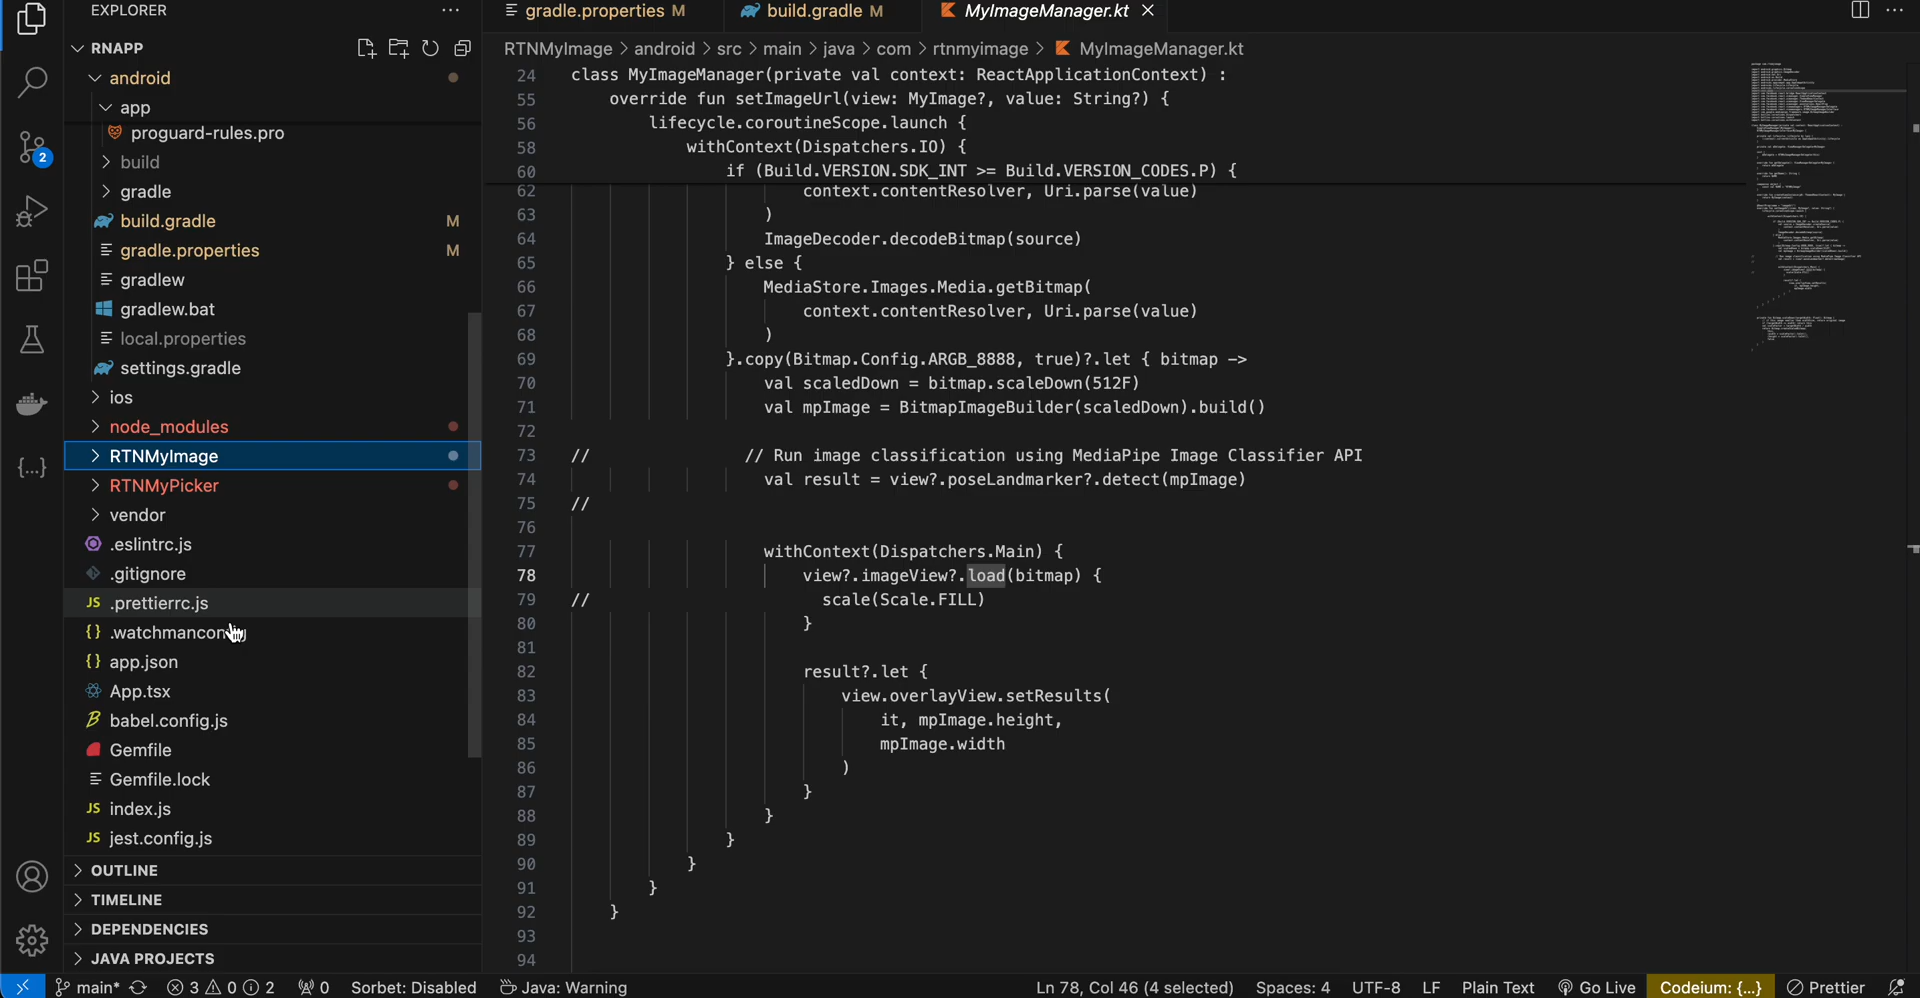 EXPLORER
RNAPP
android
app
proguard-rules.pro
build
gradle
build.gradle M
gradle.properties M
gradlew
gradlew.bat
local.properties
settings.gradle
ios
node_modules
RTNMyImage
RTNMyPicker
vendor
.eslintrc.js
.gitignore
JS .prettierrc.js
{} .watchmanconfig
{} app.json
App.tsx
babel.config.js
Gemfile
Gemfile.lock
JS index.js
JS jest.config.js
OUTLINE
TIMELINE
DEPENDENCIES
JAVA PROJECTS
2
{...}
gradle.properties M
build.gradle M
MyImageManager.kt
RTNMyImage > android > src > main > java > com > rtnmyimage > MyImageManager.kt
24 class MyImageManager(private val context: ReactApplicationContext) :
55 override fun setImageUrl(view: MyImage?, value: String?) {
56 lifecycle.coroutineScope.launch {
58 withContext(Dispatchers.IO) {
60 if (Build.VERSION.SDK_INT >= Build.VERSION_CODES.P) {
62 context.contentResolver, Uri.parse(value)
63 )
64 ImageDecoder.decodeBitmap(source)
65 } else {
66 MediaStore.Images.Media.getBitmap(
67 context.contentResolver, Uri.parse(value)
68 )
69 }.copy(Bitmap.Config.ARGB_8888, true)?.let { bitmap ->
70 val scaledDown = bitmap.scaleDown(512F)
71 val mpImage = BitmapImageBuilder(scaledDown).build()
72
73 // // Run image classification using MediaPipe Image Classifier API
74 val result = view?.poseLandmarker?.detect(mpImage)
75 //
76
77 withContext(Dispatchers.Main) {
78 view?.imageView?.load(bitmap) {
79 // scale(Scale.FILL)
80 }
81
82 result?.let {
83 view.overlayView.setResults(
84 it, mpImage.height,
85 mpImage.width
86 )
87 }
88 }
89 }
90 }
91 }
92 }
93
94
main* 3 0 2 0 Sorbet: Disabled Java: Warning Ln 78, Col 46 (4 selected) Spaces: 4 UTF-8 LF Plain Text Go Live Codeium: {...} Prettier